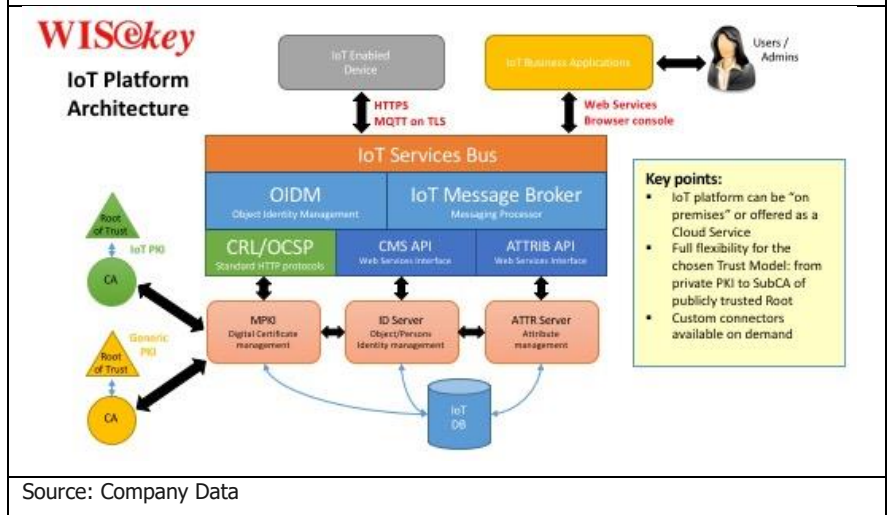 WISekey
IoT Platform
Architecture
IoT Enabled
Device
IoT Business Applications
Users /
Admins
HTTPS
MQTT on TLS
Web Services
Browser console
IoT Services Bus
OIDM
Object Identity Management
IoT Message Broker
Messaging Processor
CRL/OCSP
Standard HTTP protocols
CMS API
Web Services Interface
ATTRIB API
Web Services Interface
Root
of Trust
IoT PKI
CA
Generic
PKI
Root
of Trust
CA
MPKI
Digital Certificate
management
ID Server
Object/Persons
Identity management
ATTR Server
Attribute
management
IoT
DB
Key points:
▪ IoT platform can be “on
premises” or offered as a
Cloud Service
▪ Full flexibility for the
chosen Trust Model: from
private PKI to SubCA of
publicly trusted Root
▪ Custom connectors
available on demand
Source: Company Data